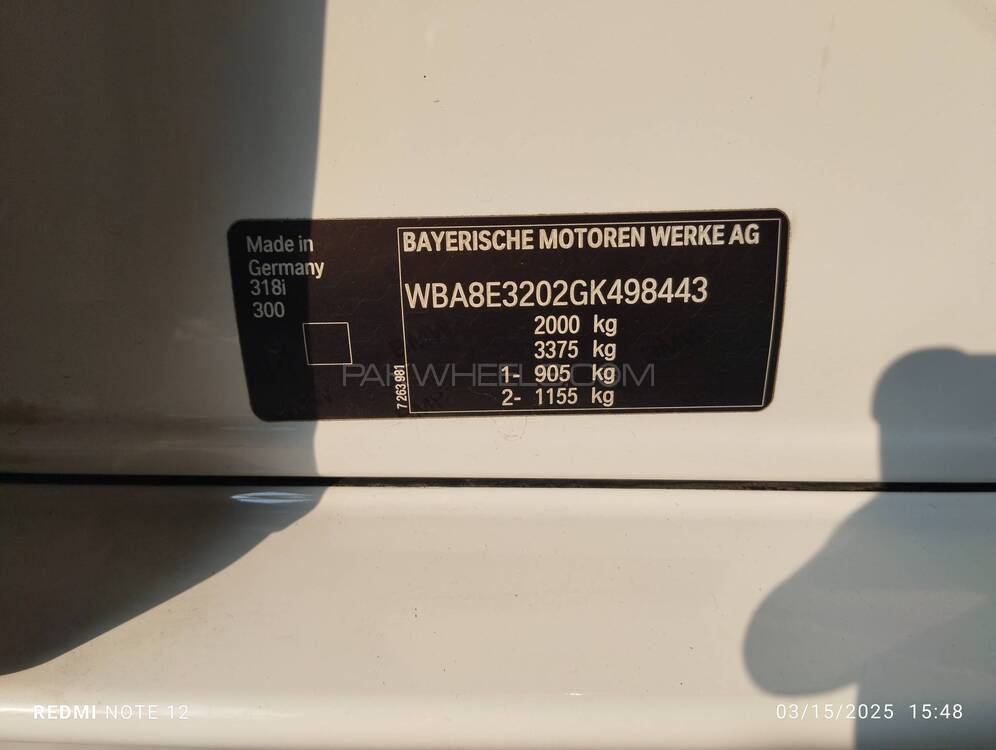 Made in
Germany
318i
300
7 263 981
BAYERISCHE MOTOREN WERKE AG
WBA8E3202GK498443
2000 kg
3375 kg
1- 905 kg
2- 1155 kg
PAKWHEELS.COM
REDMI NOTE 12
03/15/2025 15:48